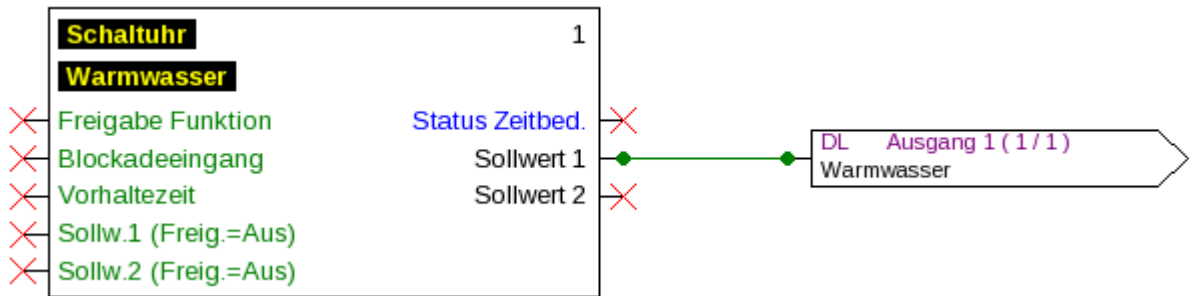 Schaltuhr 1
Warmwasser
Freigabe Funktion Status Zeitbed.
Blockadeeingang Sollwert 1
Vorhaltezeit Sollwert 2
Sollw.1 (Freig.=Aus)
Sollw.2 (Freig.=Aus)
DL Ausgang 1 ( 1 / 1 )
Warmwasser